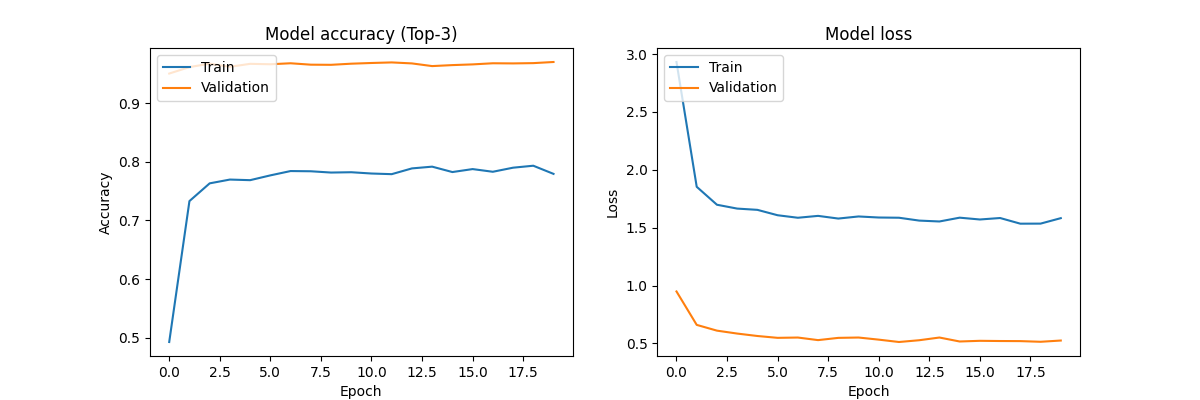 Model accuracy (Top-3)
Train
Validation
0.9
0.8
0.7
0.6
0.5
Accuracy
0.0 2.5 5.0 7.5 10.0 12.5 15.0 17.5
Epoch
Model loss
Train
Validation
3.0
2.5
2.0
1.5
1.0
0.5
Loss
0.0 2.5 5.0 7.5 10.0 12.5 15.0 17.5
Epoch